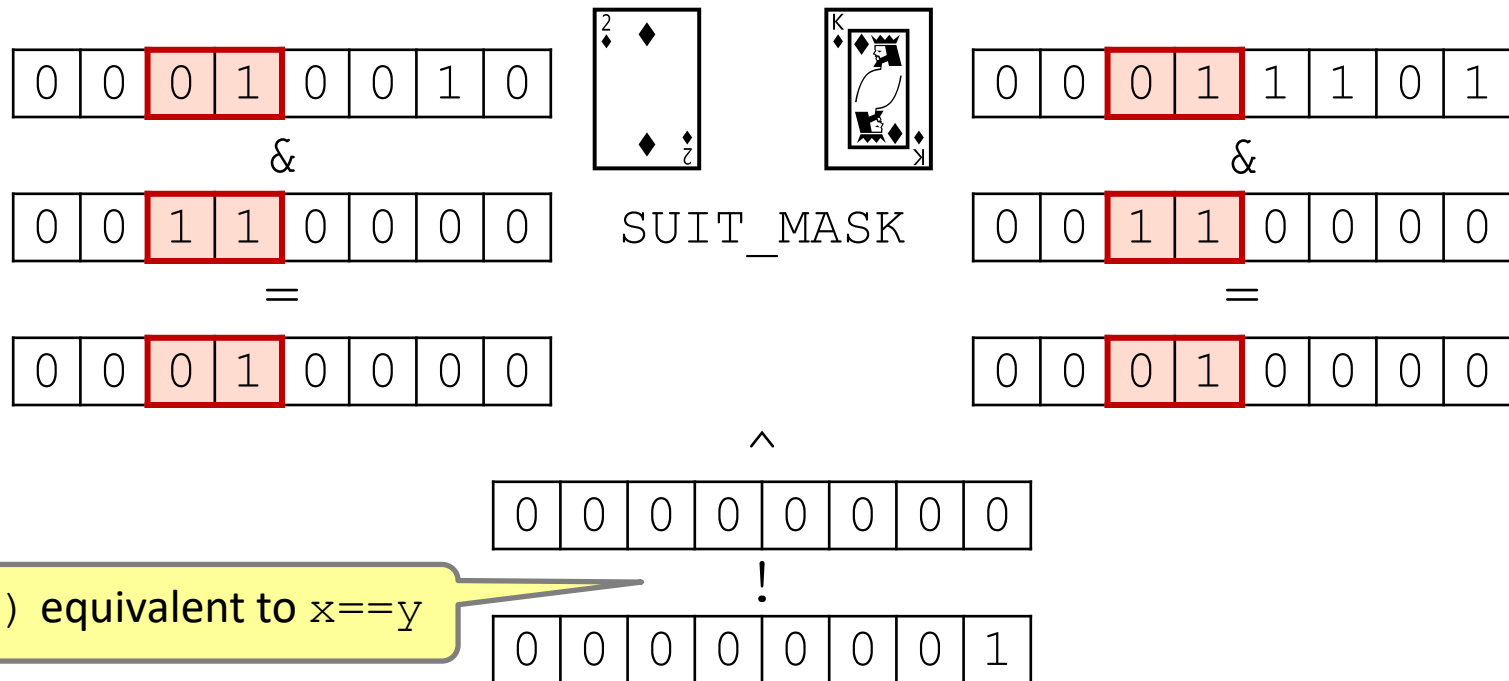 2 K
0 0 0 1 0 0 1 0 0 0 0 1 1 1 0 1
2 K
& &
0 0 1 1 0 0 0 0 SUIT_MASK 0 0 1 1 0 0 0 0
= =
0 0 0 1 0 0 0 0 0 0 0 1 0 0 0 0
^
0 0 0 0 0 0 0 0
!
) equivalent to x==y
0 0 0 0 0 0 0 1